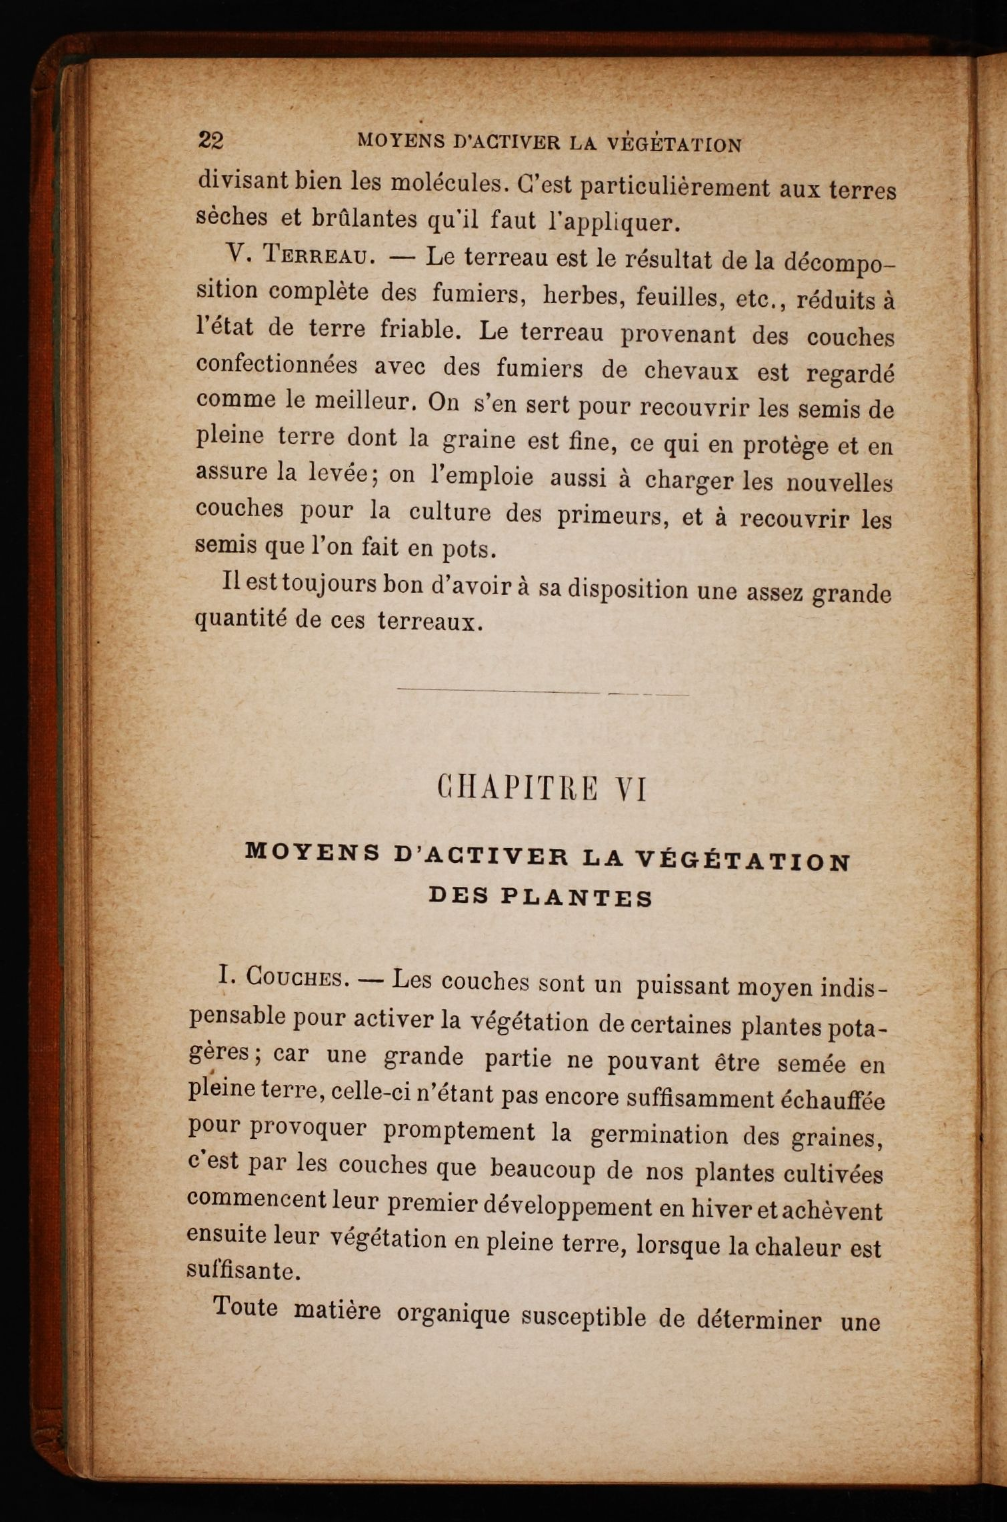 22 MOYENS D'ACTIVER LA VÉGÉTATION
divisant bien les molécules. C'est particulièrement aux terres
sèches et brûlantes qu'il faut l'appliquer.
V. TERREAU. — Le terreau est le résultat de la décompo-
sition complète des fumiers, herbes, feuilles, etc., réduits à
l'état de terre friable. Le terreau provenant des couches
confectionnées avec des fumiers de chevaux est regardé
comme le meilleur. On s'en sert pour recouvrir les semis de
pleine terre dont la graine est fine, ce qui en protège et en
assure la levée; on l'emploie aussi à charger les nouvelles
couches pour la culture des primeurs, et à recouvrir les
semis que l'on fait en pots.
Il est toujours bon d'avoir à sa disposition une assez grande
quantité de ces terreaux.
CHAPITRE VI
MOYENS D'ACTIVER LA VÉGÉTATION
DES PLANTES
I. COUCHES. — Les couches sont un puissant moyen indis-
pensable pour activer la végétation de certaines plantes pota-
gères; car une grande partie ne pouvant être semée en
pleine terre, celle-ci n'étant pas encore suffisamment échauffée
pour provoquer promptement la germination des graines,
c'est par les couches que beaucoup de nos plantes cultivées
commencent leur premier développement en hiver et achèvent
ensuite leur végétation en pleine terre, lorsque la chaleur est
suffisante.
Toute matière organique susceptible de déterminer une